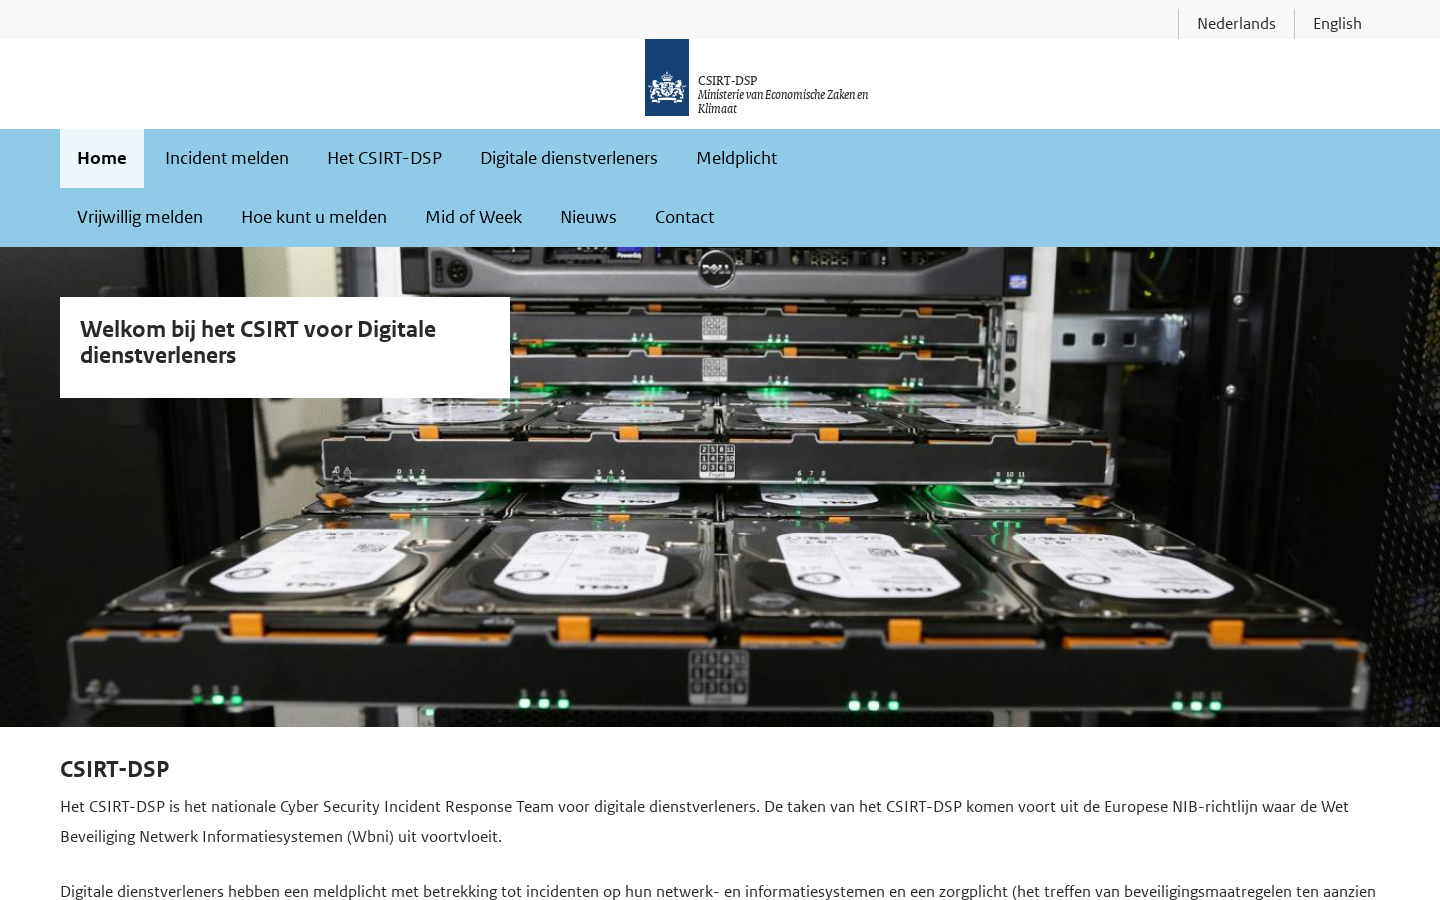 Nederlands
English
CSIRT-DSP
Ministerie van Economische Zaken en
Klimaat
Home
Incident melden
Het CSIRT-DSP
Digitale dienstverleners
Meldplicht
Vrijwillig melden
Hoe kunt u melden
Mid of Week
Nieuws
Contact
Welkom bij het CSIRT voor Digitale
dienstverleners
DELL
CSIRT-DSP
Het CSIRT-DSP is het nationale Cyber Security Incident Response Team voor digitale dienstverleners. De taken van het CSIRT-DSP komen voort uit de Europese NIB-richtlijn waar de Wet
Beveiliging Netwerk Informatiesystemen (Wbni) uit voortvloeit.
Digitale dienstverleners hebben een meldplicht met betrekking tot incidenten op hun netwerk- en informatiesystemen en een zorgplicht (het treffen van beveiligingsmaatregelen ten aanzien